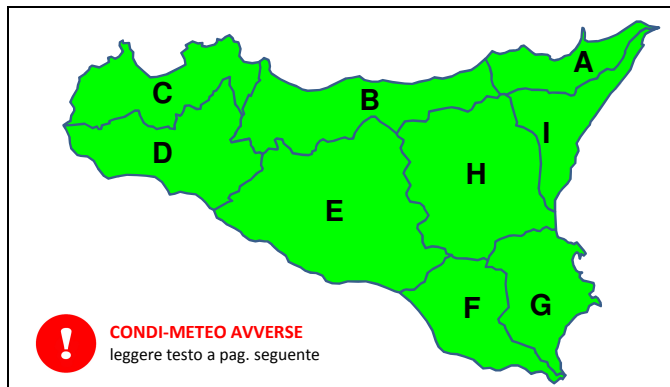 A
C
B
I
D
H
E
F
G
!
CONDI-METEO AVVERSE
leggere testo a pag. seguente